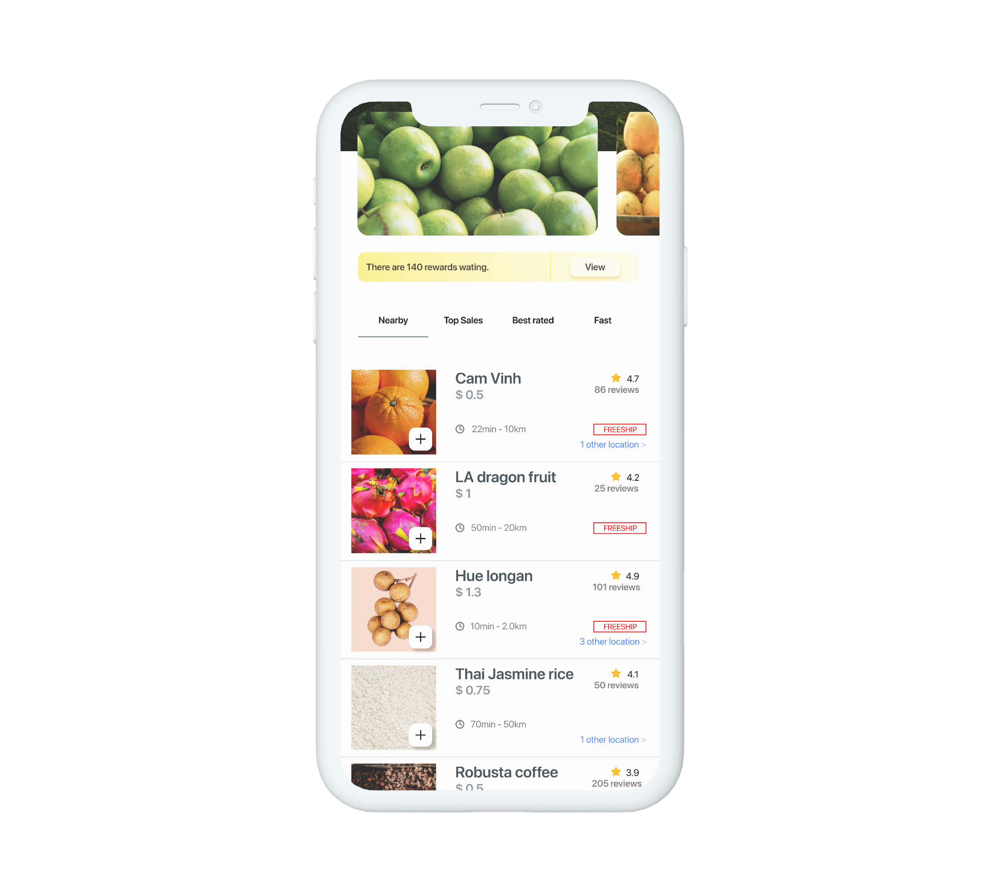 There are 140 rewards wating.
View
Nearby
Top Sales
Best rated
Fast
Cam Vinh
4.7
$ 0.5
86 reviews
22min - 10km
FREESHIP
1 other location >
LA dragon fruit
4.2
$ 1
25 reviews
50min - 20km
FREESHIP
Hue longan
4.9
$ 1.3
101 reviews
10min - 2.0km
FREESHIP
3 other location >
Thai Jasmine rice
4.1
$ 0.75
50 reviews
70min - 50km
1 other location >
Robusta coffee
3.9
$ 0.5
205 reviews